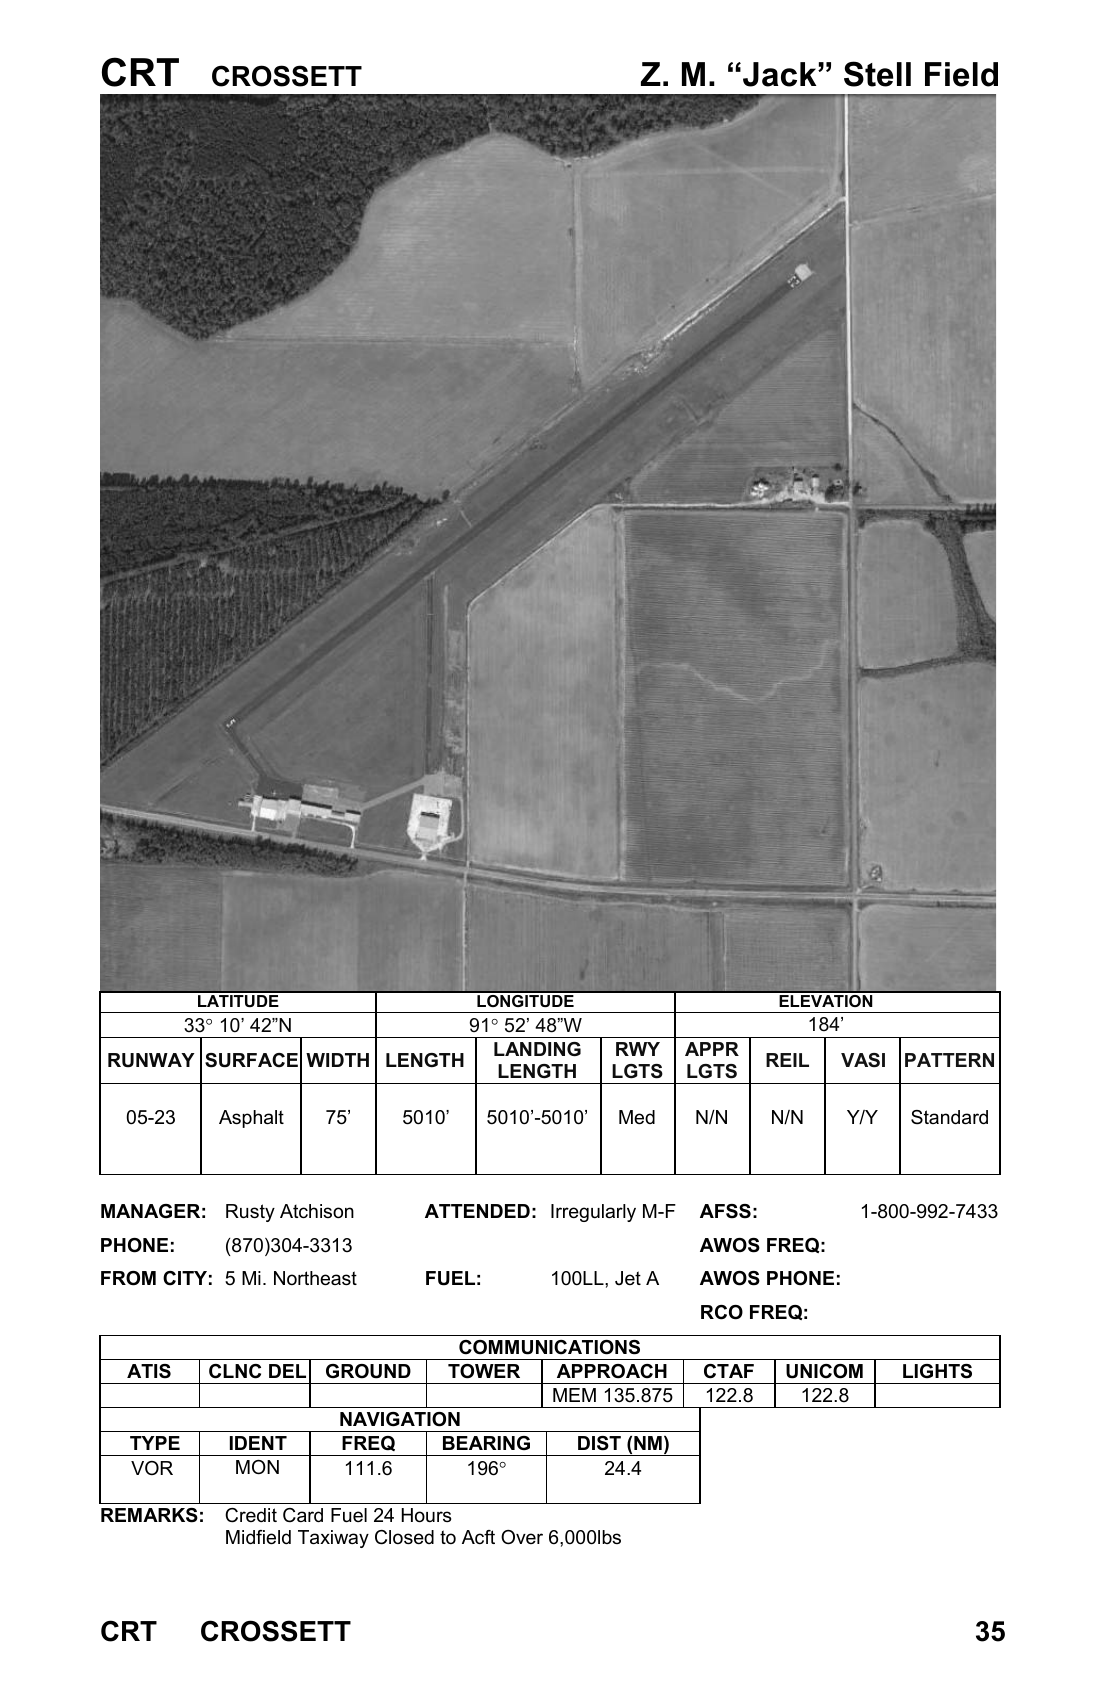 CRT CROSSETT Z. M. “Jack” Stell Field
LATITUDE LONGITUDE ELEVATION
33° 10’ 42”N 91° 52’ 48”W 184’
RUNWAY SURFACE WIDTH LENGTH LANDING LENGTH RWY LGTS APPR LGTS REIL VASI PATTERN
05-23 Asphalt 75’ 5010’ 5010’-5010’ Med N/N N/N Y/Y Standard
MANAGER: Rusty Atchison ATTENDED: Irregularly M-F AFSS: 1-800-992-7433
PHONE: (870)304-3313 AWOS FREQ:
FROM CITY: 5 Mi. Northeast FUEL: 100LL, Jet A AWOS PHONE:
RCO FREQ:
COMMUNICATIONS
ATIS CLNC DEL GROUND TOWER APPROACH CTAF UNICOM LIGHTS
MEM 135.875 122.8 122.8
NAVIGATION
TYPE IDENT FREQ BEARING DIST (NM)
VOR MON 111.6 196° 24.4
REMARKS: Credit Card Fuel 24 Hours
Midfield Taxiway Closed to Acft Over 6,000lbs
CRT CROSSETT 35